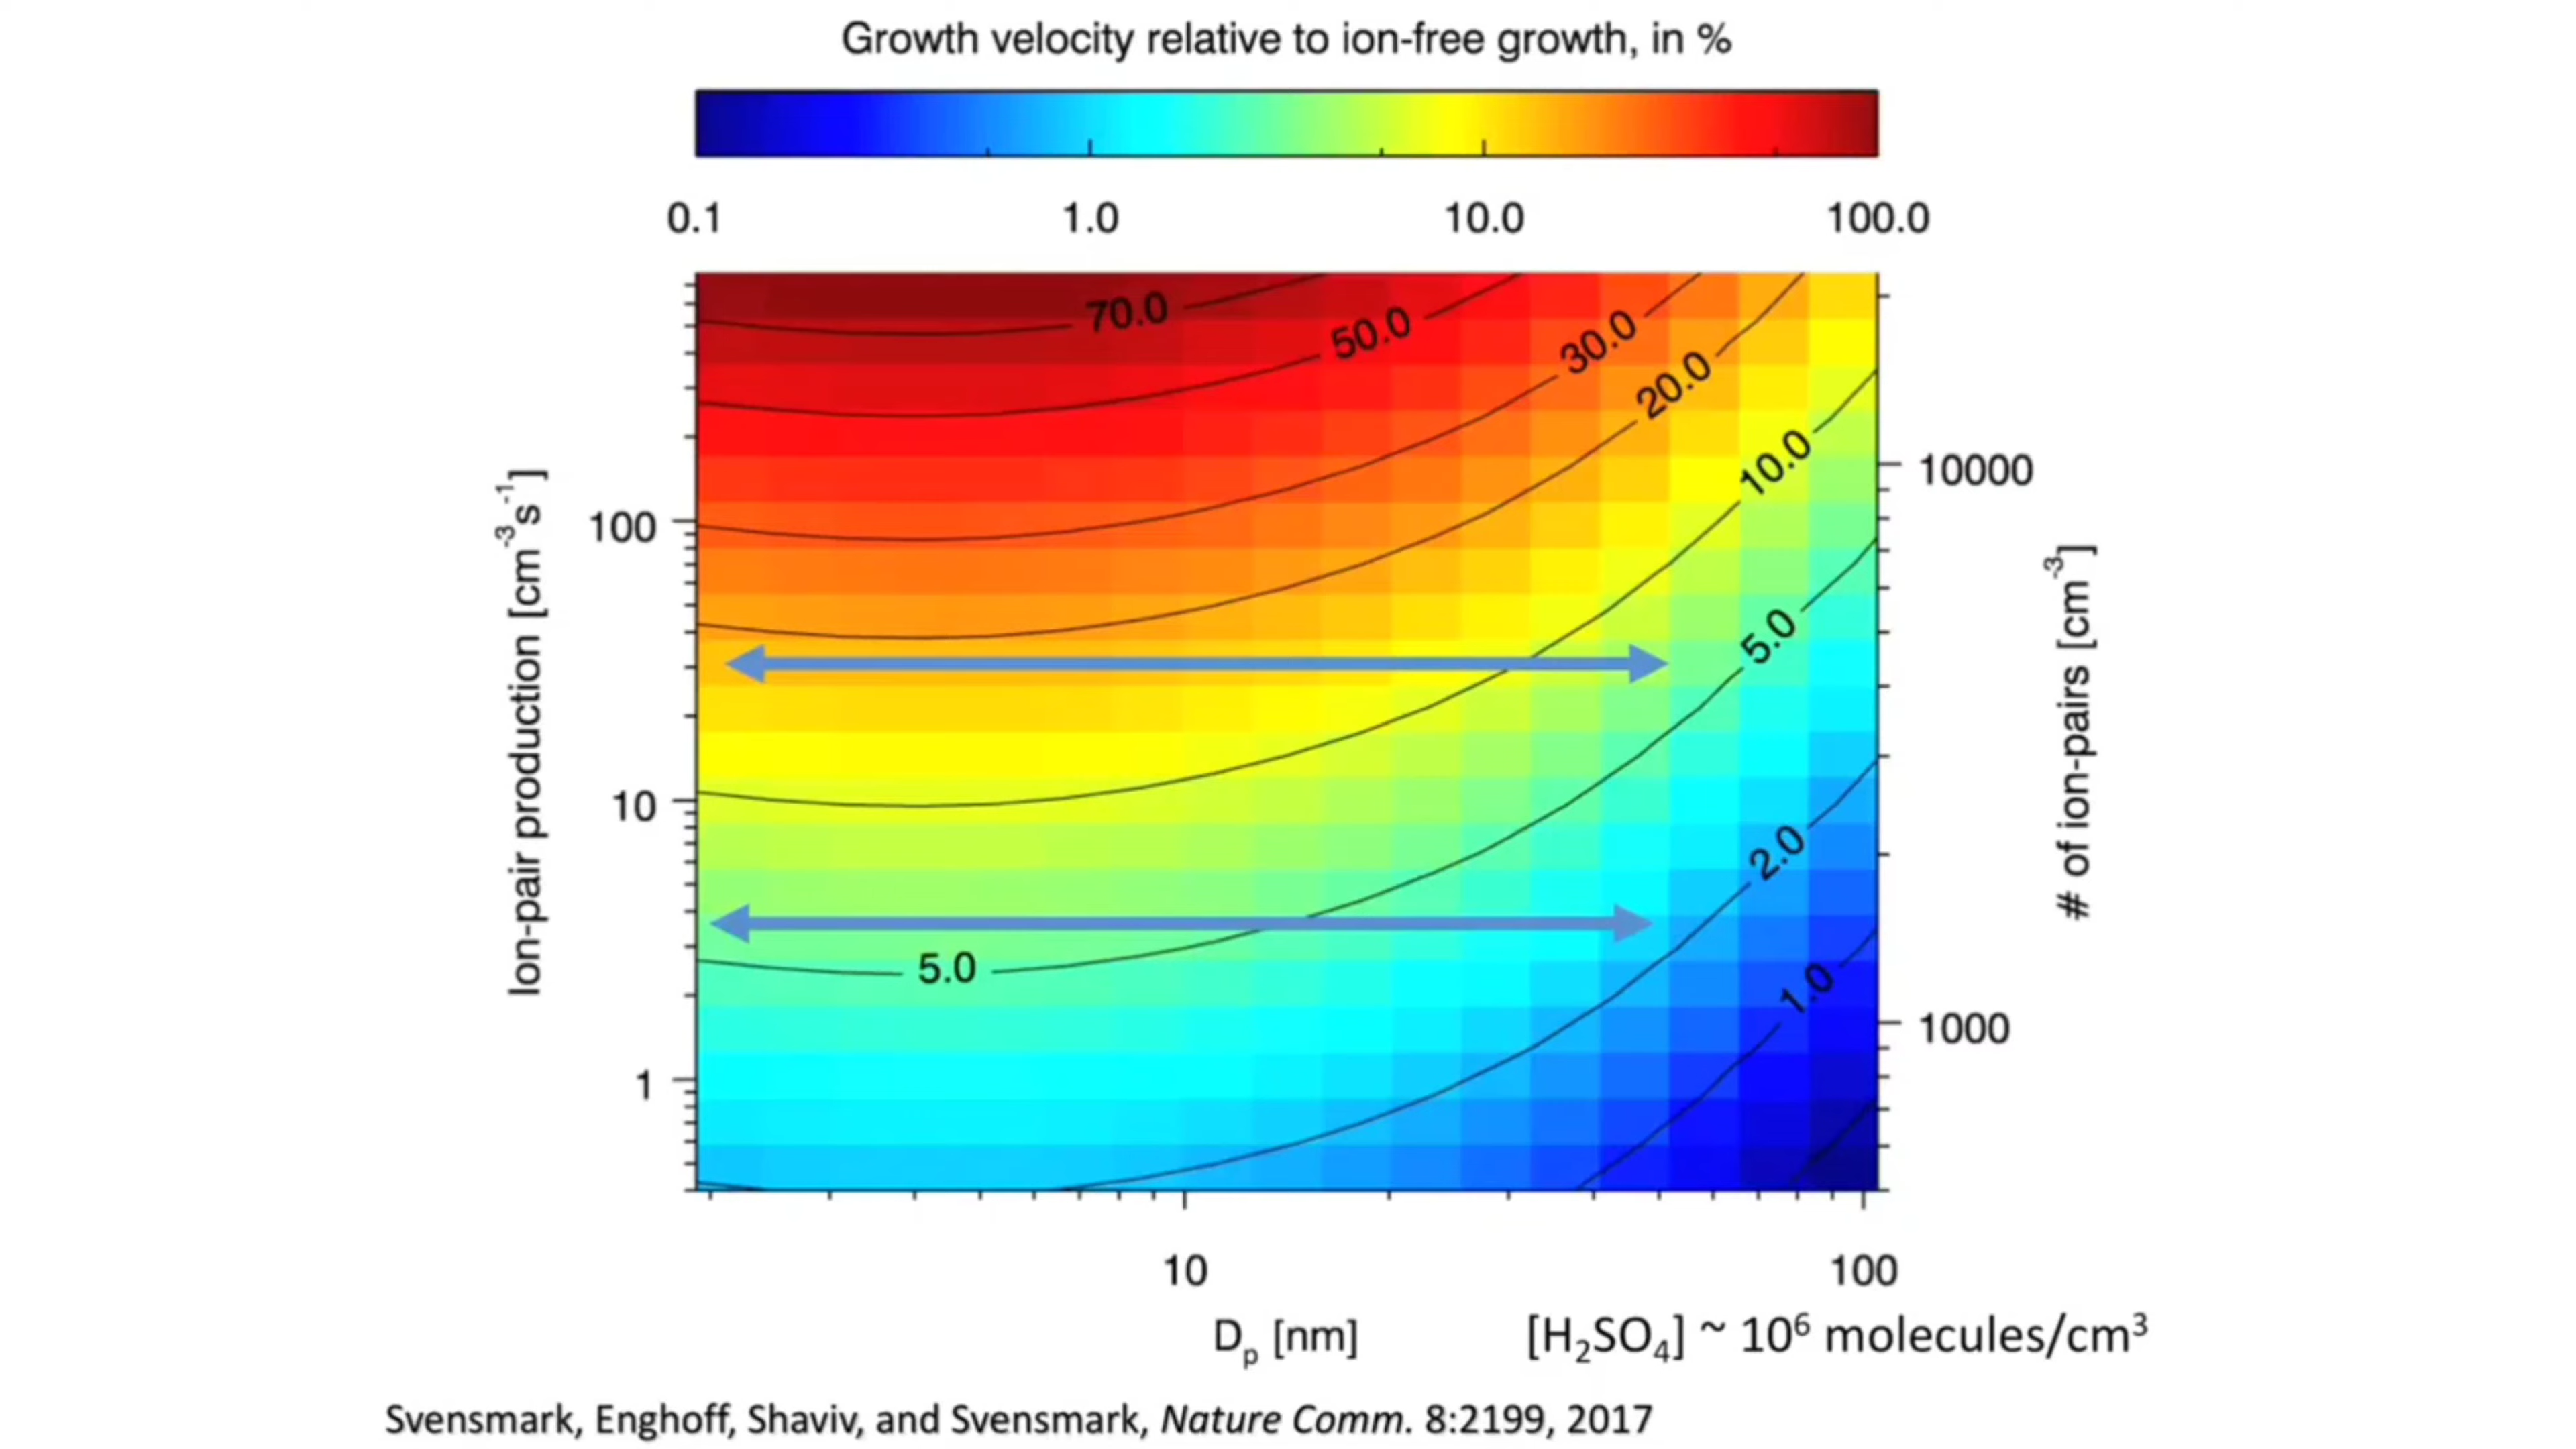 Growth velocity relative to ion-free growth, in %
0.1 1.0 10.0 100.0
70.0
50.0
30.0
20.0
10.0
5.0
2.0
1.0
5.0
Ion-pair production [cm⁻³s⁻¹]
100
10
1
10000
1000
# of ion-pairs [cm⁻³]
10 100
Dₚ [nm] [H₂SO₄] ~ 10⁶ molecules/cm³
Svensmark, Enghoff, Shaviv, and Svensmark, Nature Comm. 8:2199, 2017